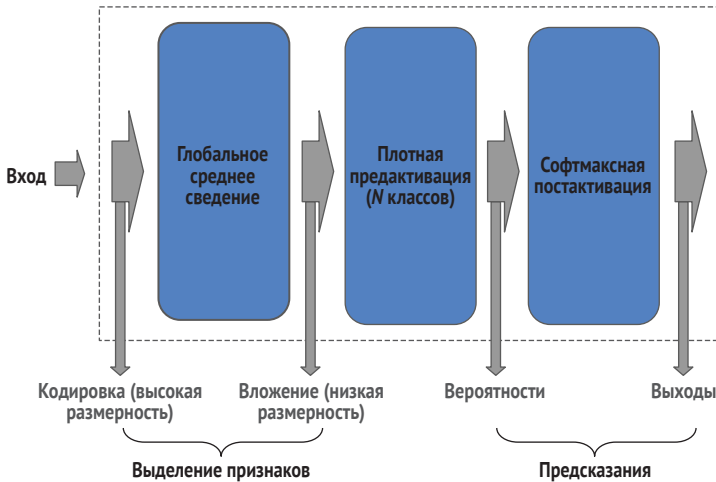 Вход
Глобальное
среднее
сведение
Плотная
предактивация
(N классов)
Софтмаксная
постактивация
Кодировка (высокая
размерность)
Вложение (низкая
размерность)
Вероятности
Выходы
Выделение признаков
Предсказания